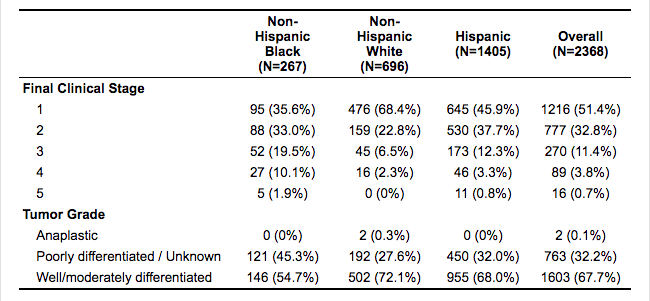 Non-Hispanic Black (N=267) Non-Hispanic White (N=696) Hispanic (N=1405) Overall (N=2368)
Final Clinical Stage
1 95 (35.6%) 476 (68.4%) 645 (45.9%) 1216 (51.4%)
2 88 (33.0%) 159 (22.8%) 530 (37.7%) 777 (32.8%)
3 52 (19.5%) 45 (6.5%) 173 (12.3%) 270 (11.4%)
4 27 (10.1%) 16 (2.3%) 46 (3.3%) 89 (3.8%)
5 5 (1.9%) 0 (0%) 11 (0.8%) 16 (0.7%)
Tumor Grade
Anaplastic 0 (0%) 2 (0.3%) 0 (0%) 2 (0.1%)
Poorly differentiated / Unknown 121 (45.3%) 192 (27.6%) 450 (32.0%) 763 (32.2%)
Well/moderately differentiated 146 (54.7%) 502 (72.1%) 955 (68.0%) 1603 (67.7%)